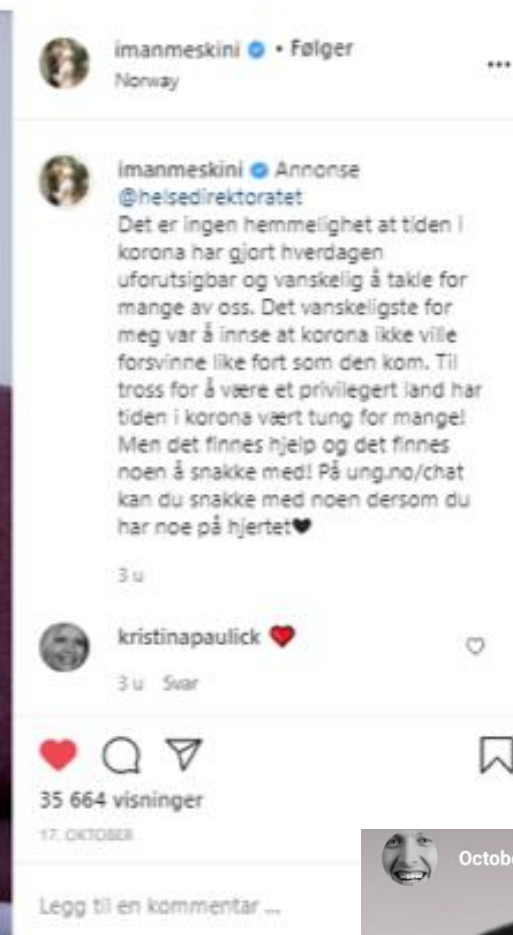 imanmeskini • Følger
Norway
imanmeskini Annonse
@helsedirektoratet
Det er ingen hemmelighet at tiden i
korona har gjort hverdagen
uforutsigbar og vanskelig å takle for
mange av oss. Det vanskeligste for
meg var å innse at korona ikke ville
forsvinne like fort som den kom. Til
tross for å være et privilegert land har
tiden i korona vært tung for mange!
Men det finnes hjelp og det finnes
noen å snakke med! På ung.no/chat
kan du snakke med noen dersom du
har noe på hjertet🖤
3 u
kristinapaulick ❤️
3 u Svar
35 664 visninger
17. OKTOBER
Legg til en kommentar ...
Octobe